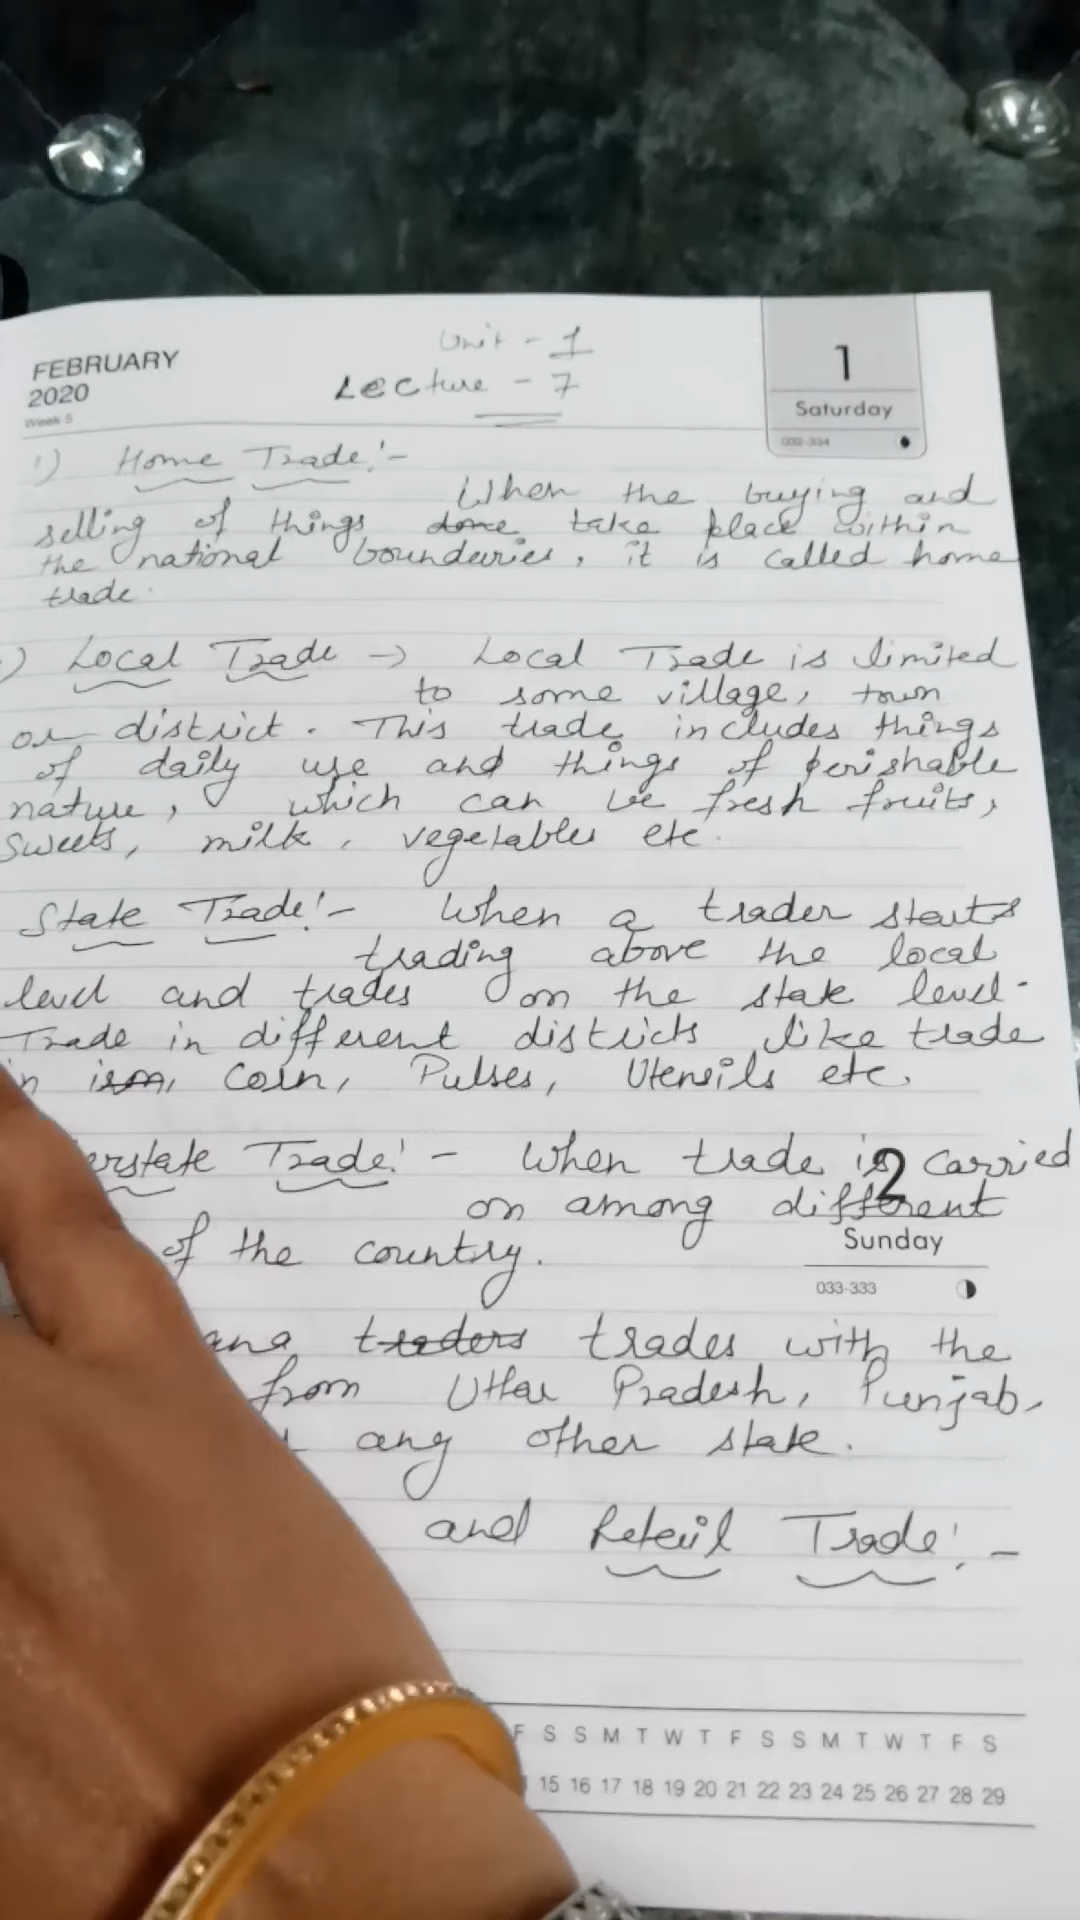 FEBRUARY
2020
Week 5
Unit - 1
Lecture - 7
1
Saturday
032-334
1) Home Trade:-
When the buying and
selling of things done take place within
the national boundaries, it is called home
trade.
) Local Trade → Local Trade is limited
to some village, town
or district. This trade includes things
of daily use and things of perishable
nature, which can be fresh fruits,
sweets, milk, vegetables etc.
State Trade:- When a trader starts
trading above the local
level and trades on the state level.
Trade in different districts like trade
in Corn, Pulses, Utensils etc.
erstate Trade:- When trade is carried
on among different
of the country.
2
Sunday
033-333
ana traders trades with the
from Uttar Pradesh, Punjab,
any other state.
and Retail Trade:-
F S S M T W T F S S M T W T F S
15 16 17 18 19 20 21 22 23 24 25 26 27 28 29